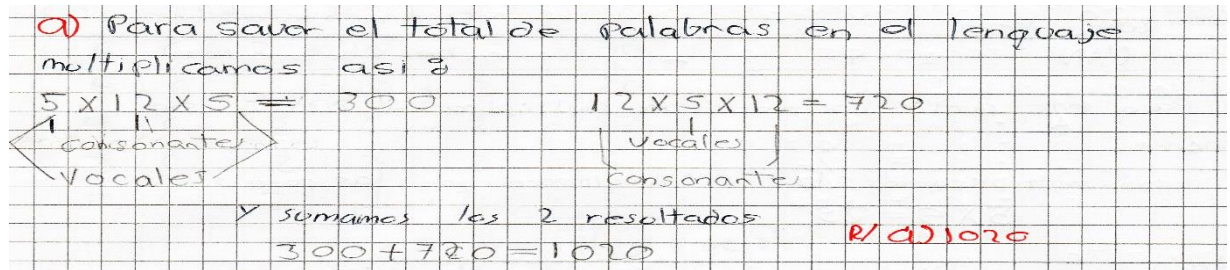 a) Para saver el total de palabras en el lenguaje
multiplicamos asi:
5 X 12 X 5 = 300 12 X 5 X 12 = 720
consonantes vocales
Vocales consonantes
Y sumamos los 2 resultados
300 + 720 = 1020 R/ a) 1020